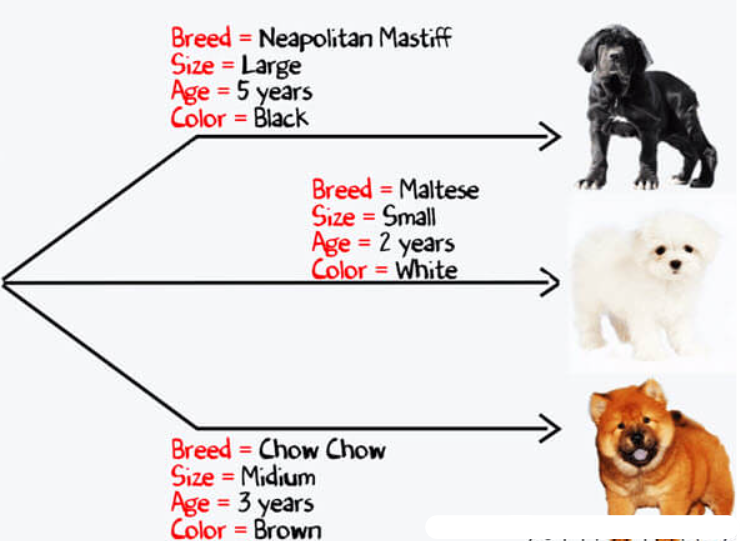 Breed = Neapolitan Mastiff
Size = Large
Age = 5 years
Color = Black
Breed = Maltese
Size = Small
Age = 2 years
Color = White
Breed = Chow Chow
Size = Midium
Age = 3 years
Color = Brown